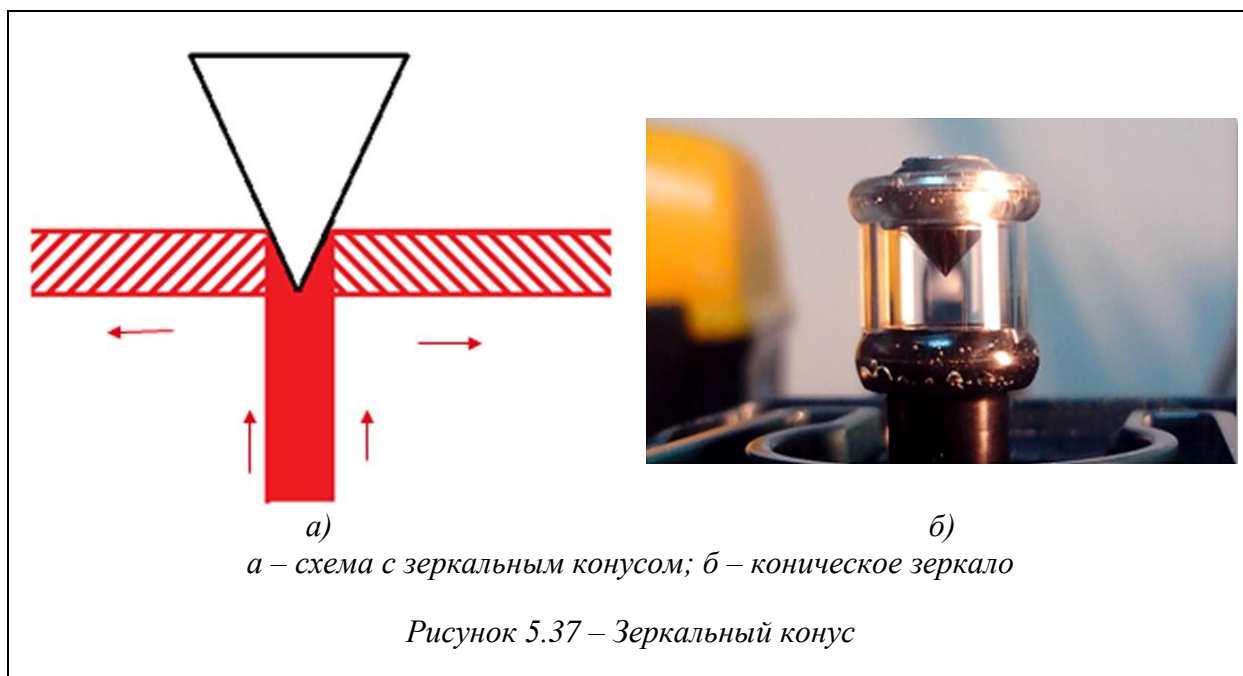 а)
б)
а – схема с зеркальным конусом; б – коническое зеркало
Рисунок 5.37 – Зеркальный конус